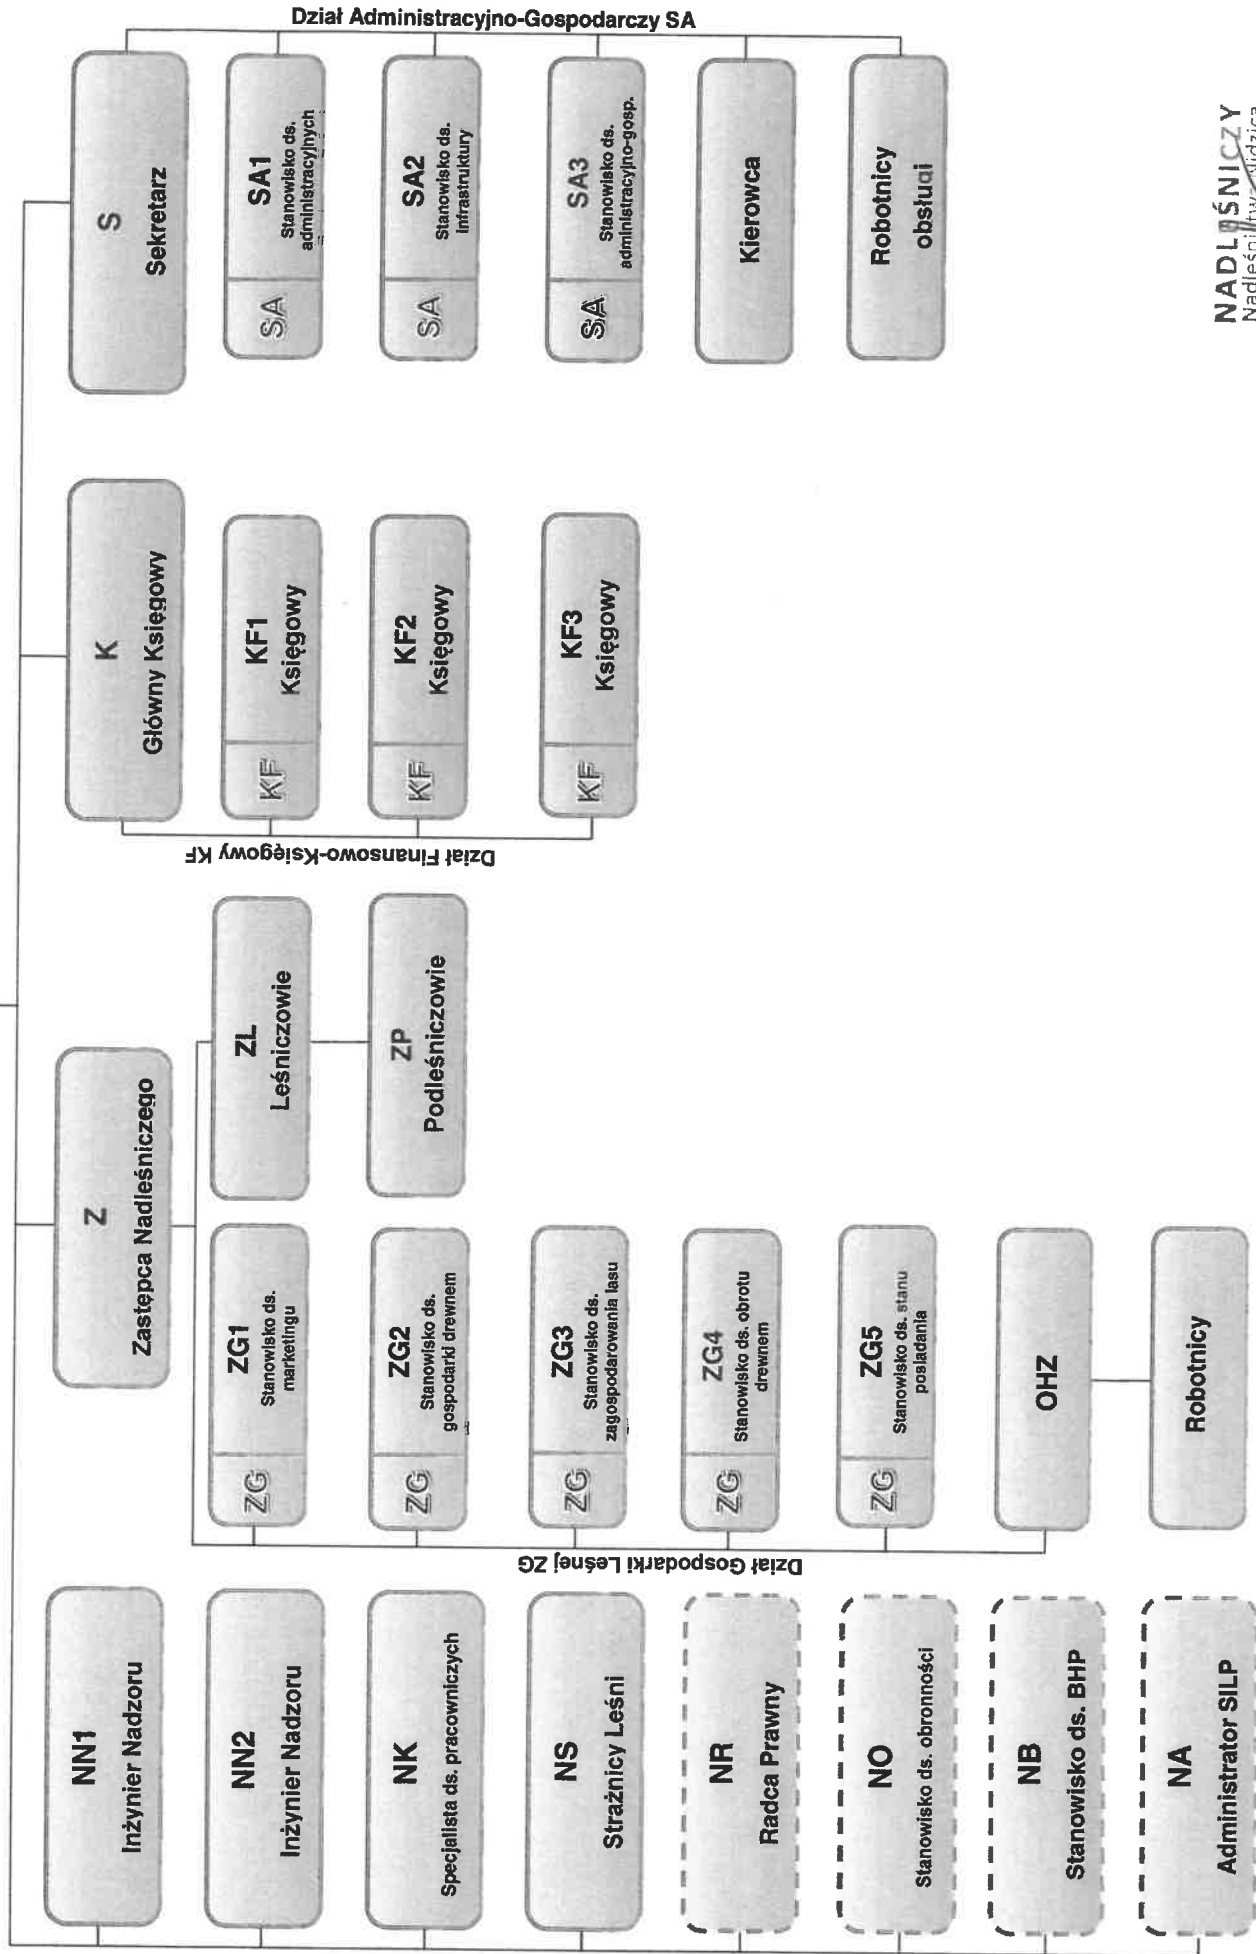 NN1
Inżynier Nadzoru
NN2
Inżynier Nadzoru
NK
Specjalista ds. pracowniczych
NS
Strażnicy Leśni
NR
Radca Prawny
NO
Stanowisko ds. obronności
NB
Stanowisko ds. BHP
NA
Administrator SILP
Z
Zastępca Nadleśniczego
Dział Gospodarki Leśnej ZG
ZG
ZG1
Stanowisko ds.
marketingu
ZG
ZG2
Stanowisko ds.
gospodarki drewnem
ZG
ZG3
Stanowisko ds.
zagospodarowania lasu
ZG
ZG4
Stanowisko ds. obrotu
drewnem
ZG
ZG5
Stanowisko ds. stanu
posiadania
OHZ
Robotnicy
ZL
Leśniczowie
ZP
Podleśniczowie
K
Główny Księgowy
Dział Finansowo-Księgowy KF
KF
KF1
Księgowy
KF
KF2
Księgowy
KF
KF3
Księgowy
S
Sekretarz
Dział Administracyjno-Gospodarczy SA
SA
SA1
Stanowisko ds.
administracyjnych
SA
SA2
Stanowisko ds.
infrastruktury
SA
SA3
Stanowisko ds.
administracyjno-gosp.
Kierowca
Robotnicy
obsługi
NADLEŚNICZY
Nadleśnictwa Nidzica